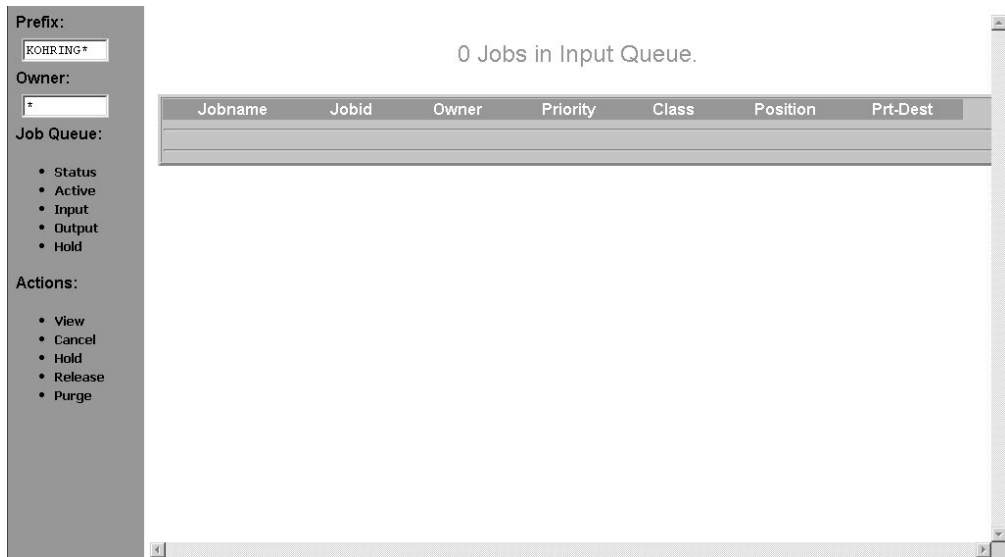 Prefix:
KOHRING*
Owner:
*
Job Queue:
• Status
• Active
• Input
• Output
• Hold
Actions:
• View
• Cancel
• Hold
• Release
• Purge
0 Jobs in Input Queue.
Jobname Jobid Owner Priority Class Position Prt-Dest